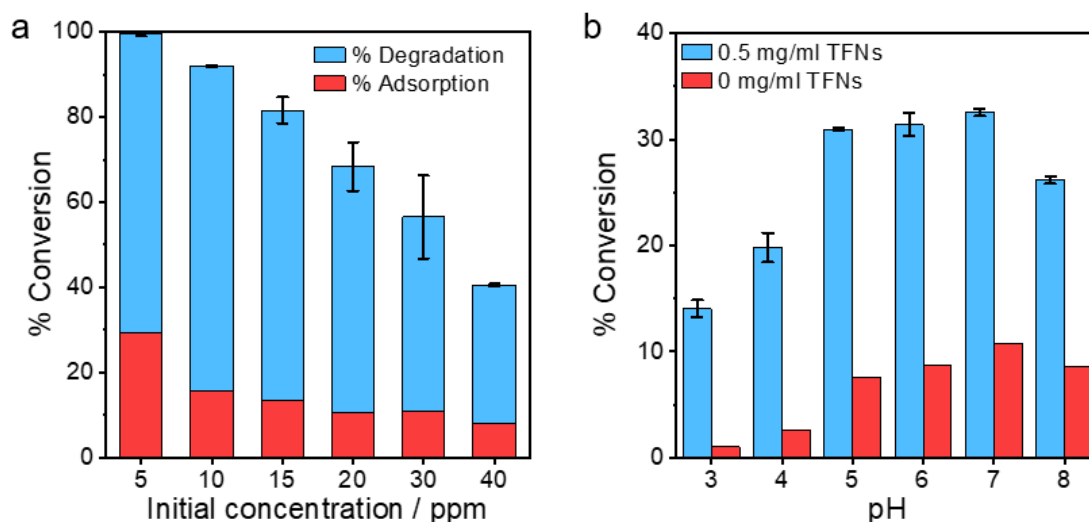 a
% Conversion
100
80
60
40
20
0
% Degradation
% Adsorption
5 10 15 20 30 40
Initial concentration / ppm
b
% Conversion
40
30
20
10
0
0.5 mg/ml TFNs
0 mg/ml TFNs
3 4 5 6 7 8
pH